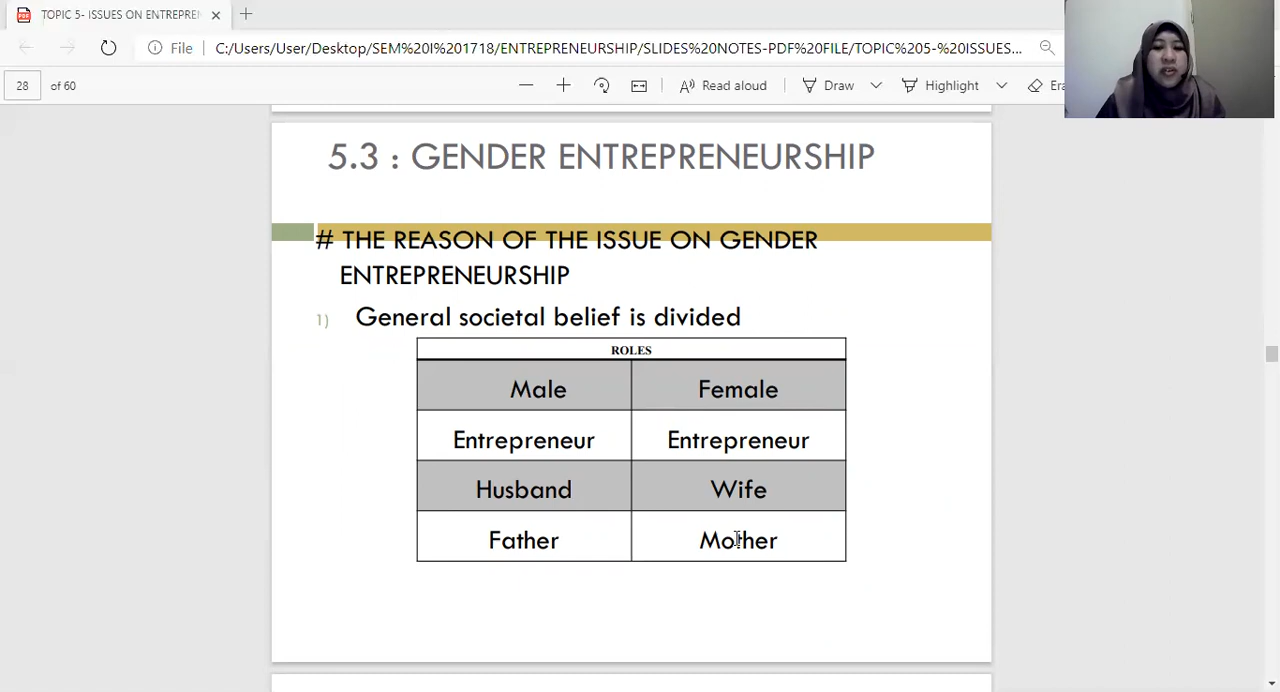 TOPIC 5- ISSUES ON ENTREPREN
File
C:/Users/User/Desktop/SEM%20I%201718/ENTREPRENEURSHIP/SLIDES%20NOTES-PDF%20FILE/TOPIC%205-%20ISSUES...
28 of 60
Read aloud
Draw
Highlight
Era
5.3 : GENDER ENTREPRENEURSHIP
# THE REASON OF THE ISSUE ON GENDER
ENTREPRENEURSHIP
1) General societal belief is divided
ROLES
Male Female
Entrepreneur Entrepreneur
Husband Wife
Father Mother